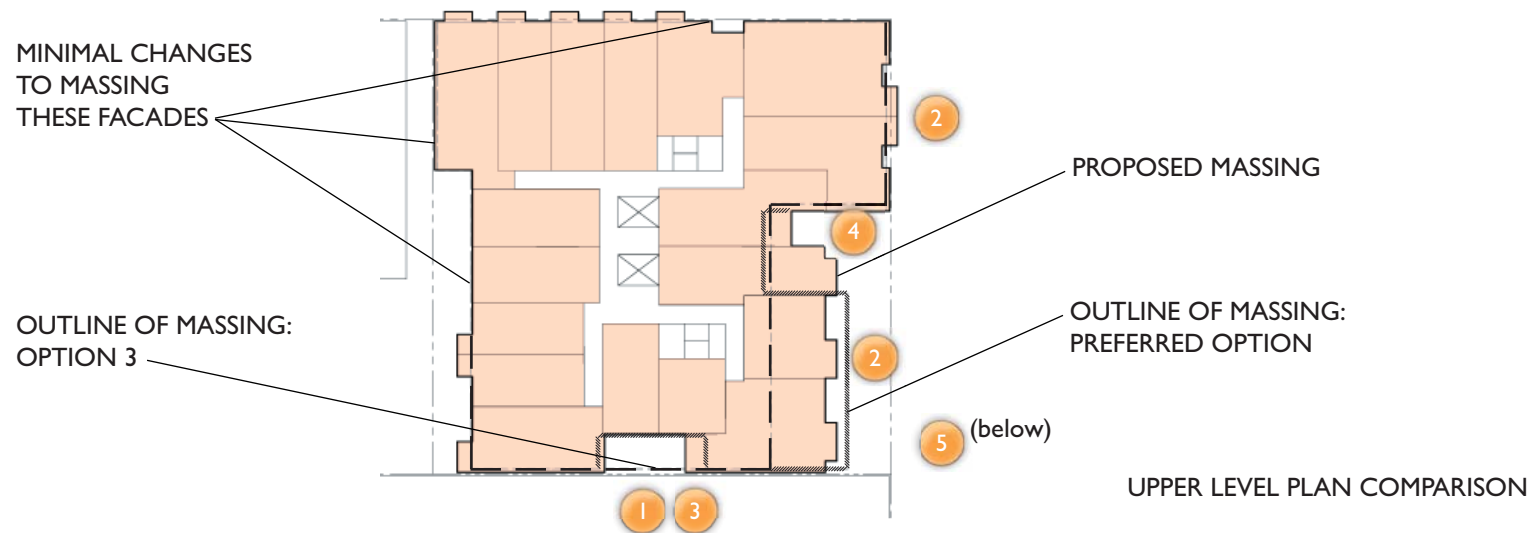 MINIMAL CHANGES
TO MASSING
THESE FACADES
2
PROPOSED MASSING
4
OUTLINE OF MASSING:
OPTION 3
OUTLINE OF MASSING:
PREFERRED OPTION
2
5 (below)
UPPER LEVEL PLAN COMPARISON
1 3